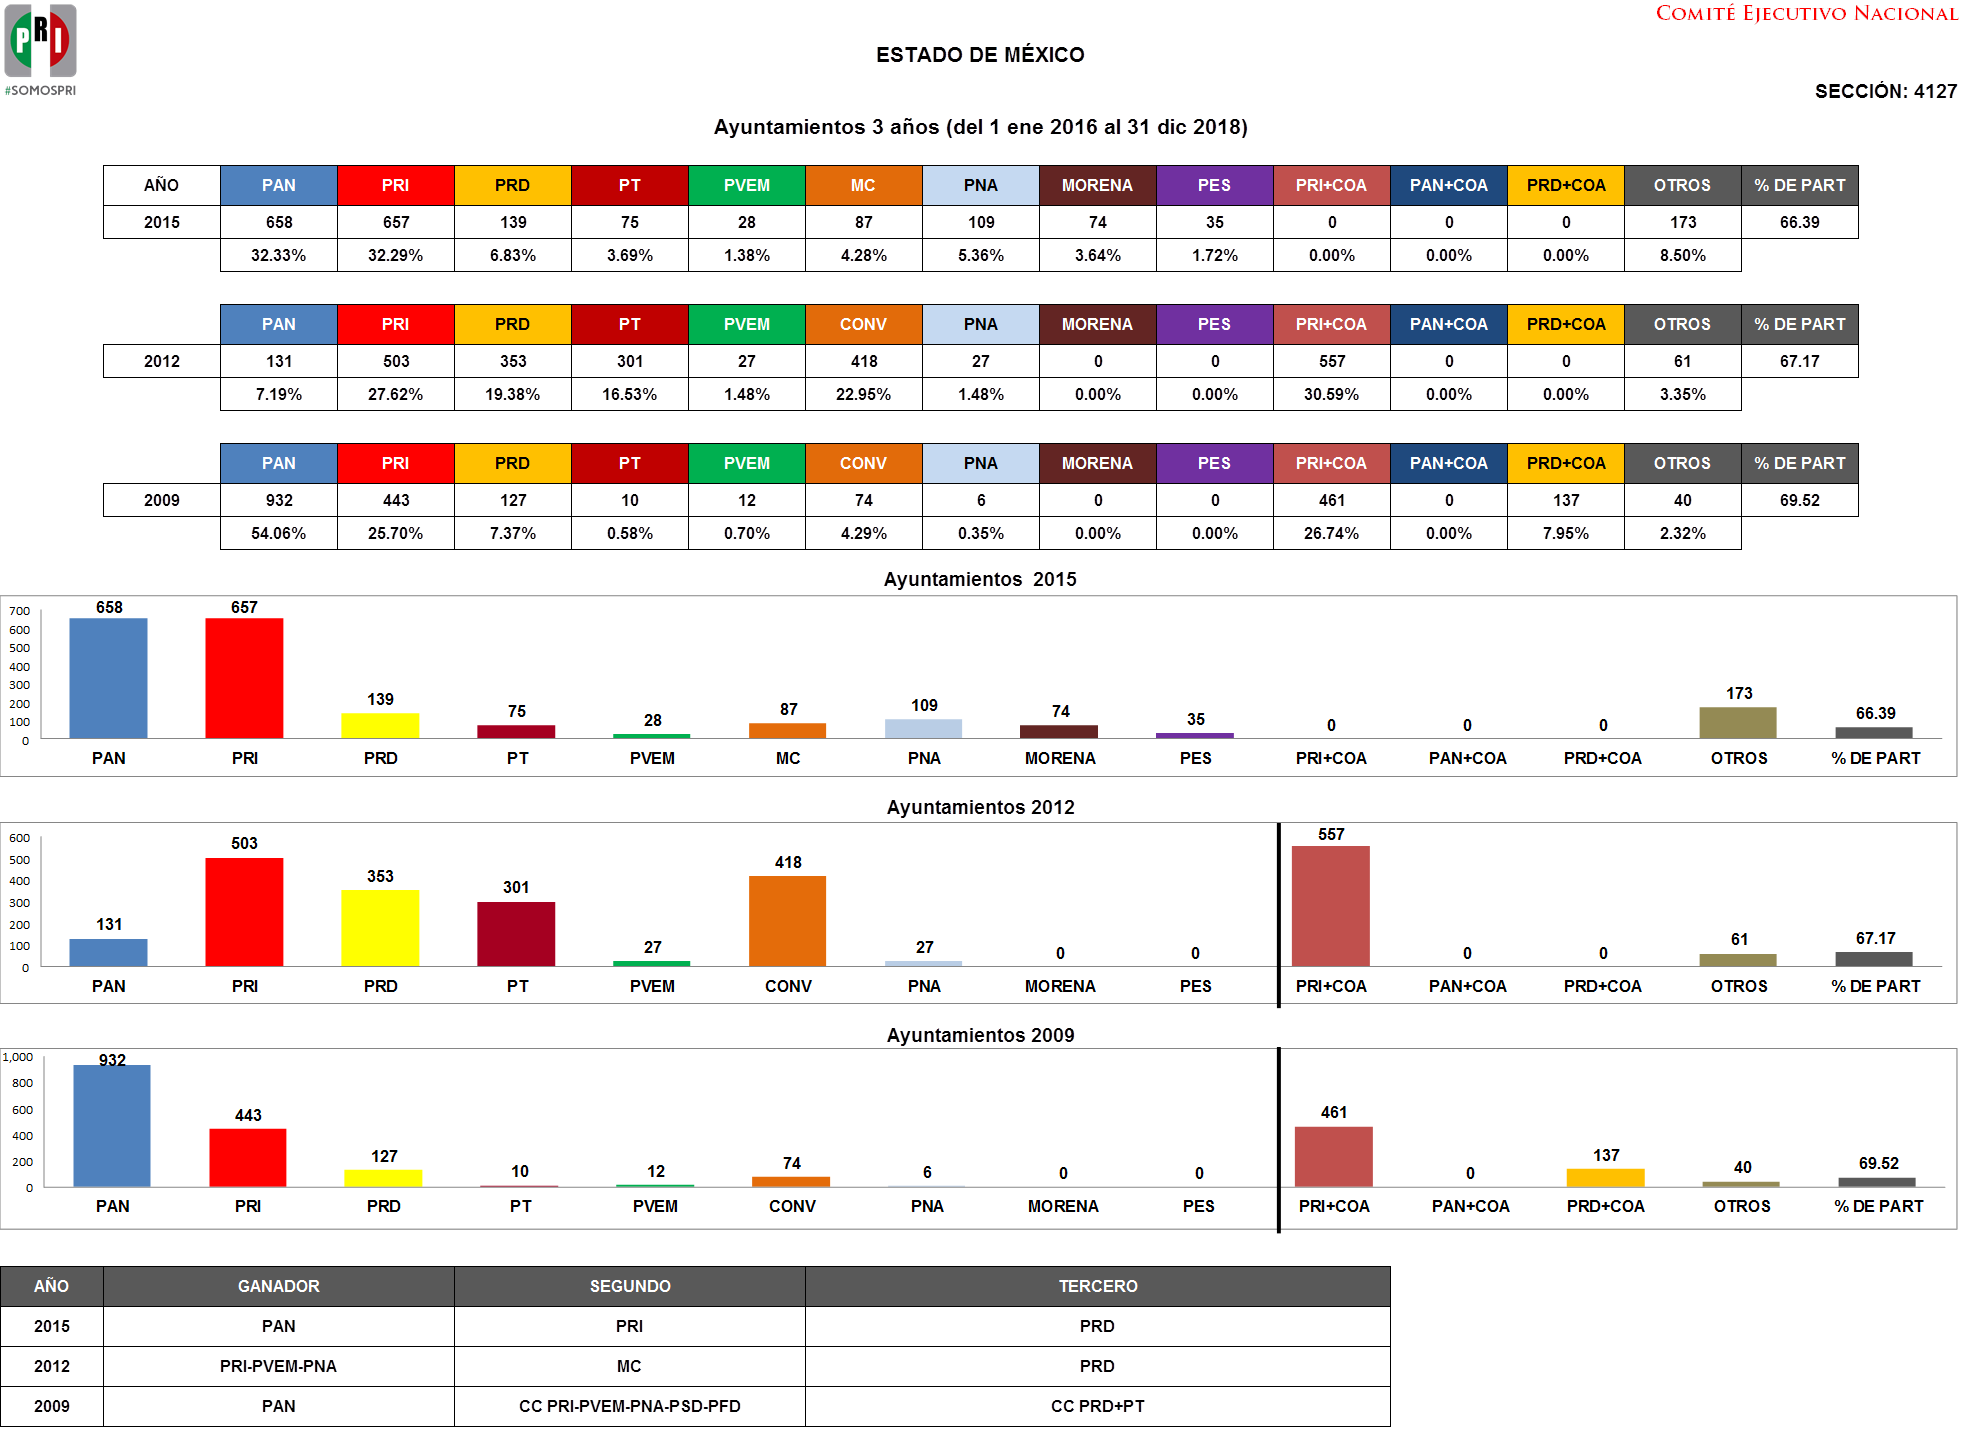 PRI
#SOMOSPRI
COMITÉ EJECUTIVO NACIONAL
ESTADO DE MÉXICO
SECCIÓN: 4127
Ayuntamientos 3 años (del 1 ene 2016 al 31 dic 2018)
AÑO PAN PRI PRD PT PVEM MC PNA MORENA PES PRI+COA PAN+COA PRD+COA OTROS % DE PART
2015 658 657 139 75 28 87 109 74 35 0 0 0 173 66.39
32.33% 32.29% 6.83% 3.69% 1.38% 4.28% 5.36% 3.64% 1.72% 0.00% 0.00% 0.00% 8.50%
PAN PRI PRD PT PVEM CONV PNA MORENA PES PRI+COA PAN+COA PRD+COA OTROS % DE PART
2012 131 503 353 301 27 418 27 0 0 557 0 0 61 67.17
7.19% 27.62% 19.38% 16.53% 1.48% 22.95% 1.48% 0.00% 0.00% 30.59% 0.00% 0.00% 3.35%
PAN PRI PRD PT PVEM CONV PNA MORENA PES PRI+COA PAN+COA PRD+COA OTROS % DE PART
2009 932 443 127 10 12 74 6 0 0 461 0 137 40 69.52
54.06% 25.70% 7.37% 0.58% 0.70% 4.29% 0.35% 0.00% 0.00% 26.74% 0.00% 7.95% 2.32%
Ayuntamientos 2015
700
600
500
400
300
200
100
0
658 657 139 75 28 87 109 74 35 0 0 0 173 66.39
PAN PRI PRD PT PVEM MC PNA MORENA PES PRI+COA PAN+COA PRD+COA OTROS % DE PART
Ayuntamientos 2012
600
500
400
300
200
100
0
131 503 353 301 27 418 27 0 0 557 0 0 61 67.17
PAN PRI PRD PT PVEM CONV PNA MORENA PES PRI+COA PAN+COA PRD+COA OTROS % DE PART
Ayuntamientos 2009
1,000
800
600
400
200
0
932 443 127 10 12 74 6 0 0 461 0 137 40 69.52
PAN PRI PRD PT PVEM CONV PNA MORENA PES PRI+COA PAN+COA PRD+COA OTROS % DE PART
AÑO GANADOR SEGUNDO TERCERO
2015 PAN PRI PRD
2012 PRI-PVEM-PNA MC PRD
2009 PAN CC PRI-PVEM-PNA-PSD-PFD CC PRD+PT